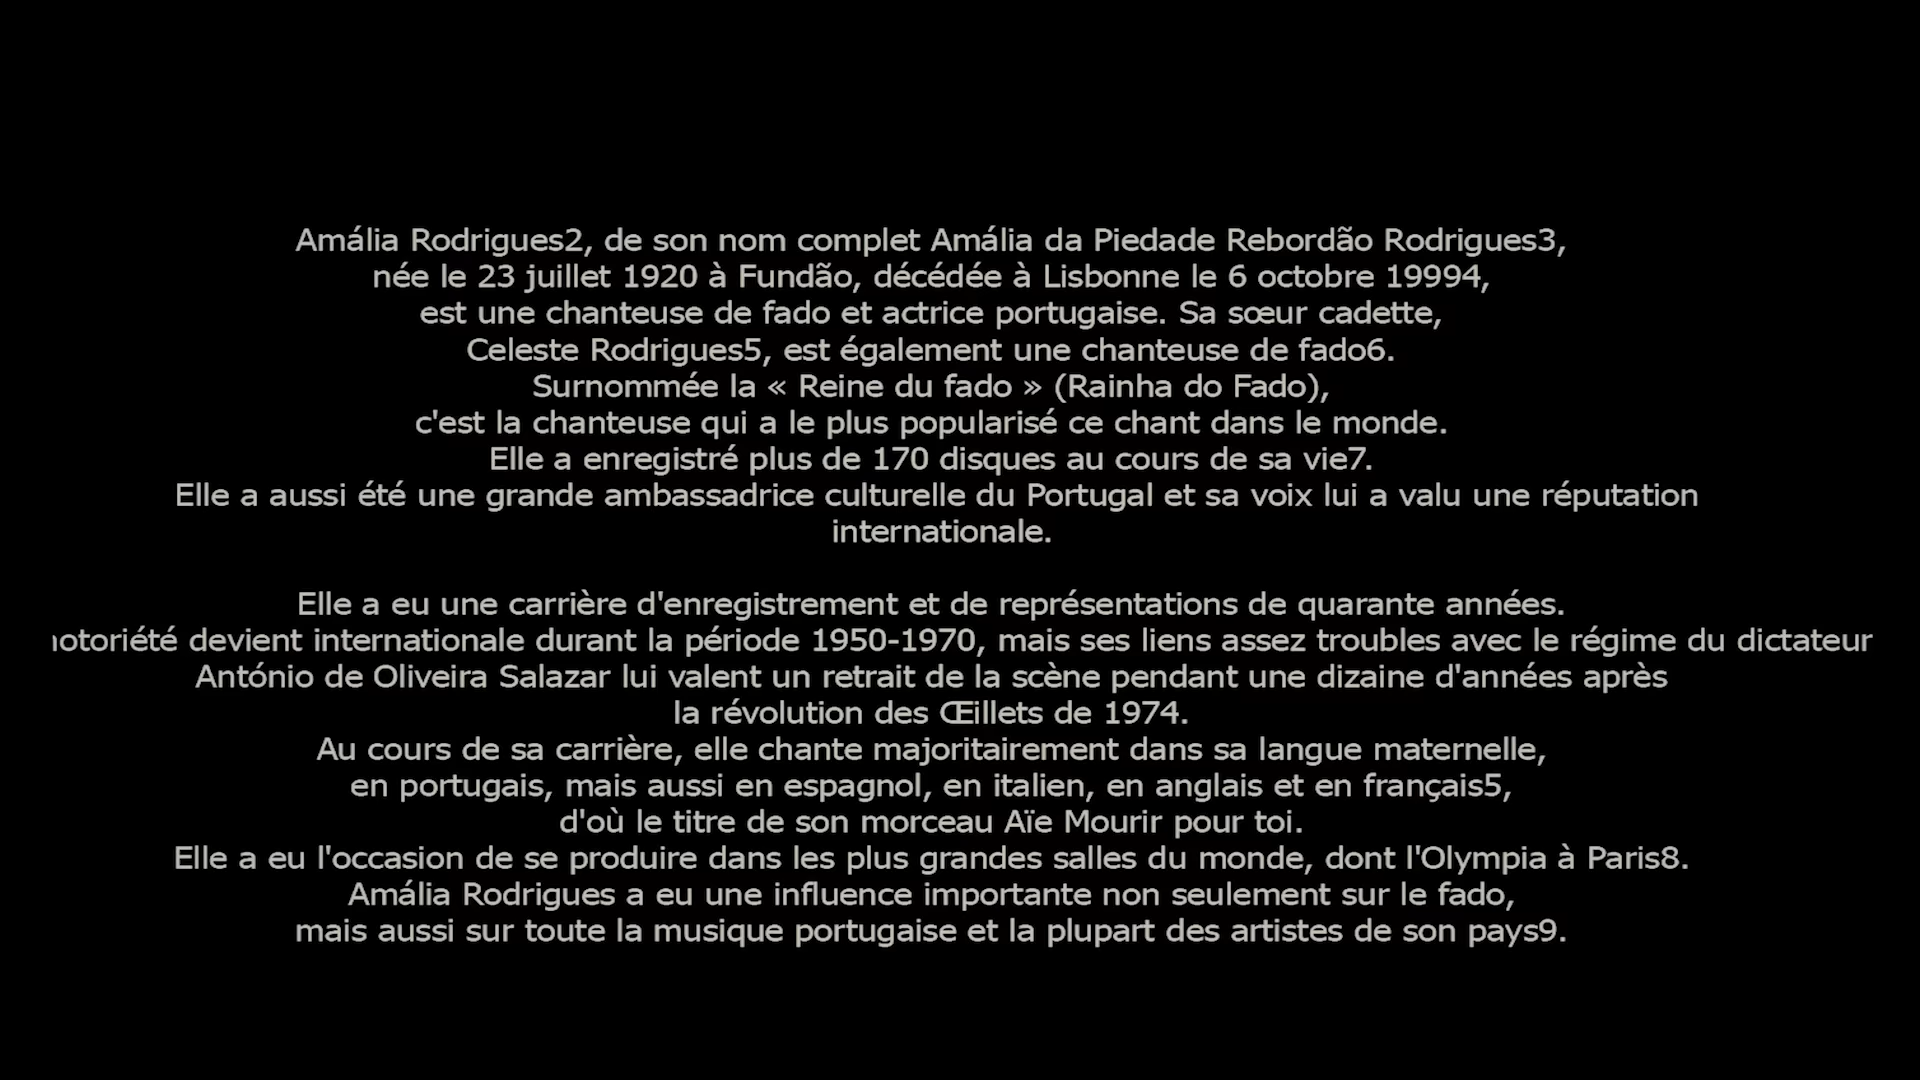 Amália Rodrigues2, de son nom complet Amália da Piedade Rebordão Rodrigues3,
née le 23 juillet 1920 à Fundão, décédée à Lisbonne le 6 octobre 19994,
est une chanteuse de fado et actrice portugaise. Sa sœur cadette,
Celeste Rodrigues5, est également une chanteuse de fado6.
Surnommée la « Reine du fado » (Rainha do Fado),
c'est la chanteuse qui a le plus popularisé ce chant dans le monde.
Elle a enregistré plus de 170 disques au cours de sa vie7.
Elle a aussi été une grande ambassadrice culturelle du Portugal et sa voix lui a valu une réputation
internationale.
Elle a eu une carrière d'enregistrement et de représentations de quarante années.
notoriété devient internationale durant la période 1950-1970, mais ses liens assez troubles avec le régime du dictateur
António de Oliveira Salazar lui valent un retrait de la scène pendant une dizaine d'années après
la révolution des Œillets de 1974.
Au cours de sa carrière, elle chante majoritairement dans sa langue maternelle,
en portugais, mais aussi en espagnol, en italien, en anglais et en français5,
d'où le titre de son morceau Aïe Mourir pour toi.
Elle a eu l'occasion de se produire dans les plus grandes salles du monde, dont l'Olympia à Paris8.
Amália Rodrigues a eu une influence importante non seulement sur le fado,
mais aussi sur toute la musique portugaise et la plupart des artistes de son pays9.